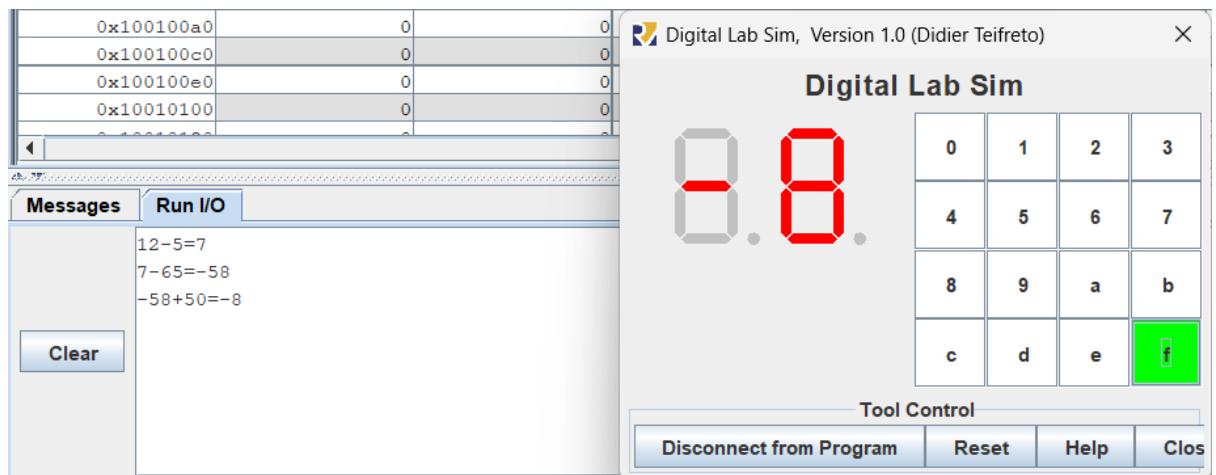 0x100100a0 0 0
0x100100c0 0 0
0x100100e0 0 0
0x10010100 0 0
Messages Run I/O
Clear
12-5=7
7-65=-58
-58+50=-8
Digital Lab Sim, Version 1.0 (Didier Teifreto)
Digital Lab Sim
-8
0 1 2 3
4 5 6 7
8 9 a b
c d e f
Tool Control
Disconnect from Program Reset Help Clos